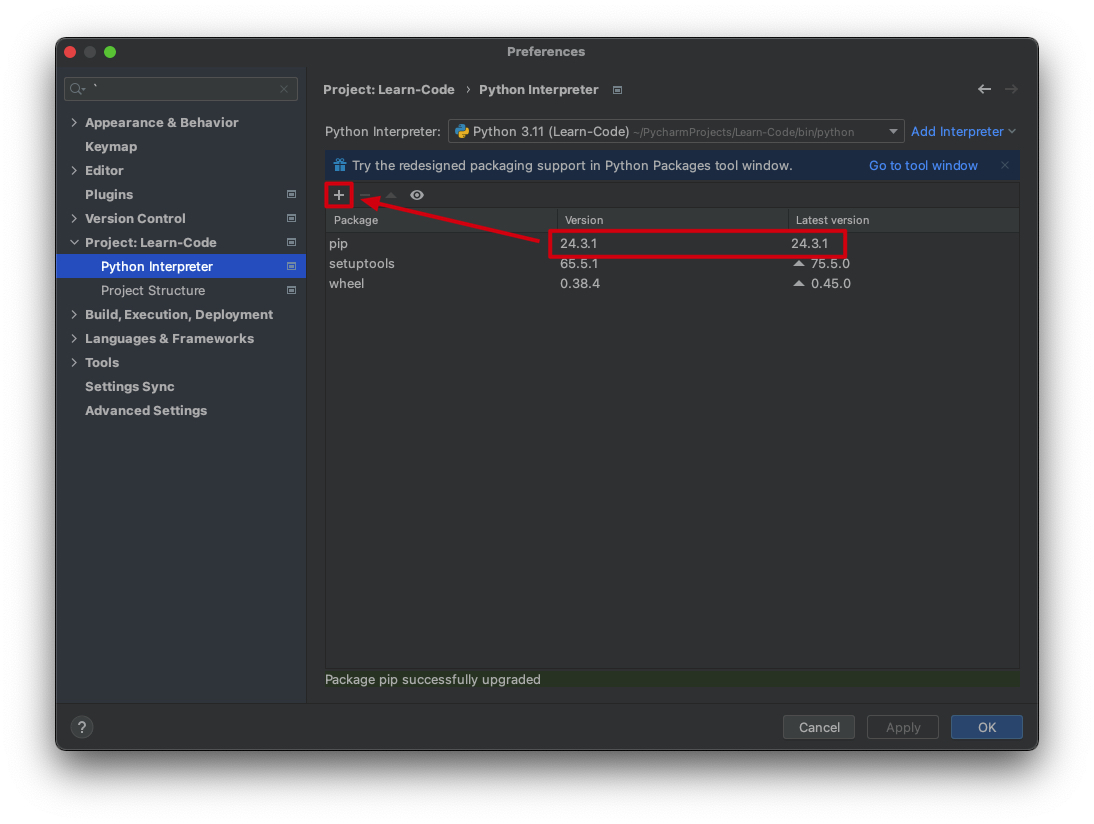 Preferences
`
Appearance & Behavior
Keymap
Editor
Plugins
Version Control
Project: Learn-Code
Python Interpreter
Project Structure
Build, Execution, Deployment
Languages & Frameworks
Tools
Settings Sync
Advanced Settings
Project: Learn-Code › Python Interpreter
Python Interpreter: Python 3.11 (Learn-Code) ~/PycharmProjects/Learn-Code/bin/python Add Interpreter
Try the redesigned packaging support in Python Packages tool window. Go to tool window
Package Version Latest version
pip 24.3.1 24.3.1
setuptools 65.5.1 75.5.0
wheel 0.38.4 0.45.0
Package pip successfully upgraded
? Cancel Apply OK